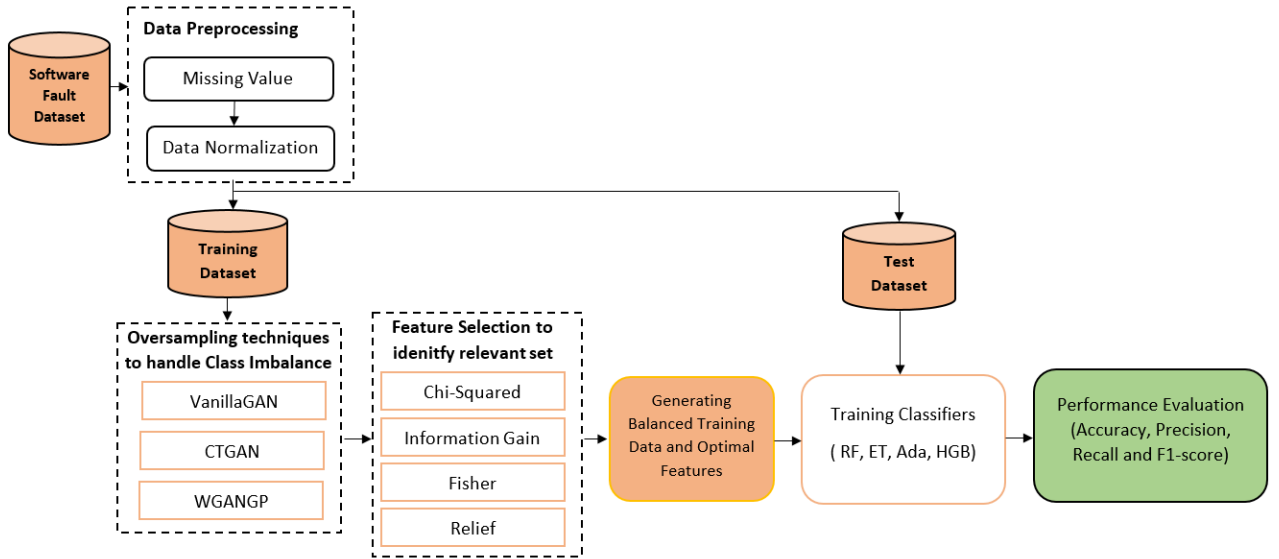 Data Preprocessing
Software
Fault
Dataset
Missing Value
Data Normalization
Training
Dataset
Test
Dataset
Oversampling techniques
to handle Class Imbalance
VanillaGAN
CTGAN
WGANGP
Feature Selection to
idenitfy relevant set
Chi-Squared
Information Gain
Fisher
Relief
Generating
Balanced Training
Data and Optimal
Features
Training Classifiers
( RF, ET, Ada, HGB)
Performance Evaluation
(Accuracy, Precision,
Recall and F1-score)